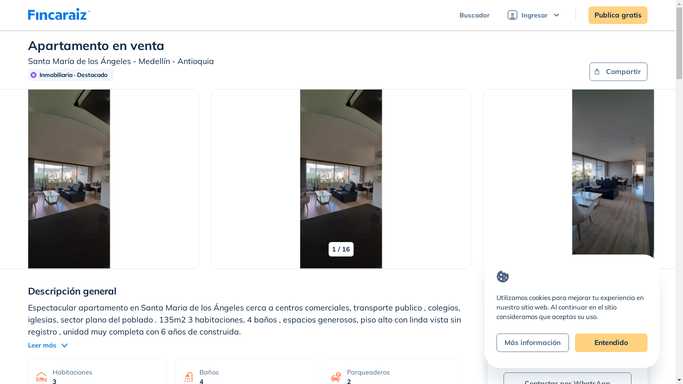 Fincaraiz
Buscador
Ingresar
Publica gratis
Apartamento en venta
Santa María de los Ángeles - Medellín - Antioquia
Inmobiliaria · Destacado
Compartir
1 / 16
Descripción general
Espectacular apartamento en Santa Maria de los Ángeles cerca a centros comerciales, transporte publico , colegios,
iglesias. sector plano del poblado . 135m2 3 habitaciones, 4 baños , espacios generosos, piso alto con linda vista sin
registro , unidad muy completa con 6 años de construida.
Leer más
Habitaciones
3
Baños
4
Parqueaderos
2
Utilizamos cookies para mejorar tu experiencia en
nuestro sitio web. Al continuar en el sitio
consideramos que aceptas su uso.
Más información
Entendido
Contactar por WhatsApp